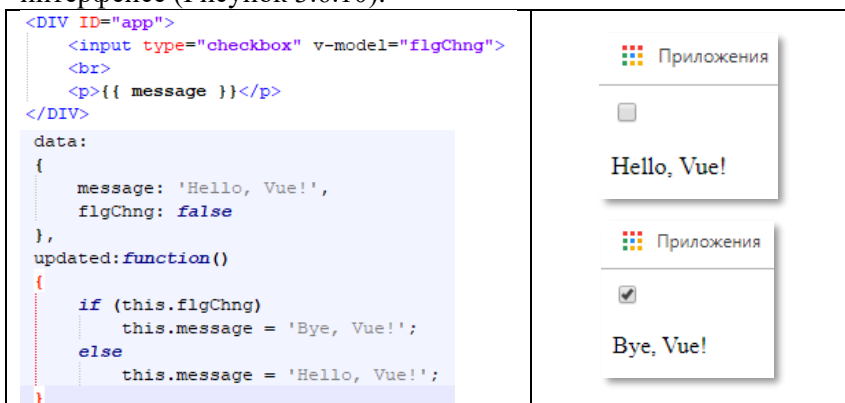 интерфейсе (Рисунок 3.6.10).
<DIV ID="app">
<input type="checkbox" v-model="flgChng">
<br>
<p>{{ message }}</p>
</DIV>
data:
{
message: 'Hello, Vue!',
flgChng: false
},
updated:function()
{
if (this.flgChng)
this.message = 'Bye, Vue!';
else
this.message = 'Hello, Vue!';
}
Приложения
Hello, Vue!
Приложения
Bye, Vue!